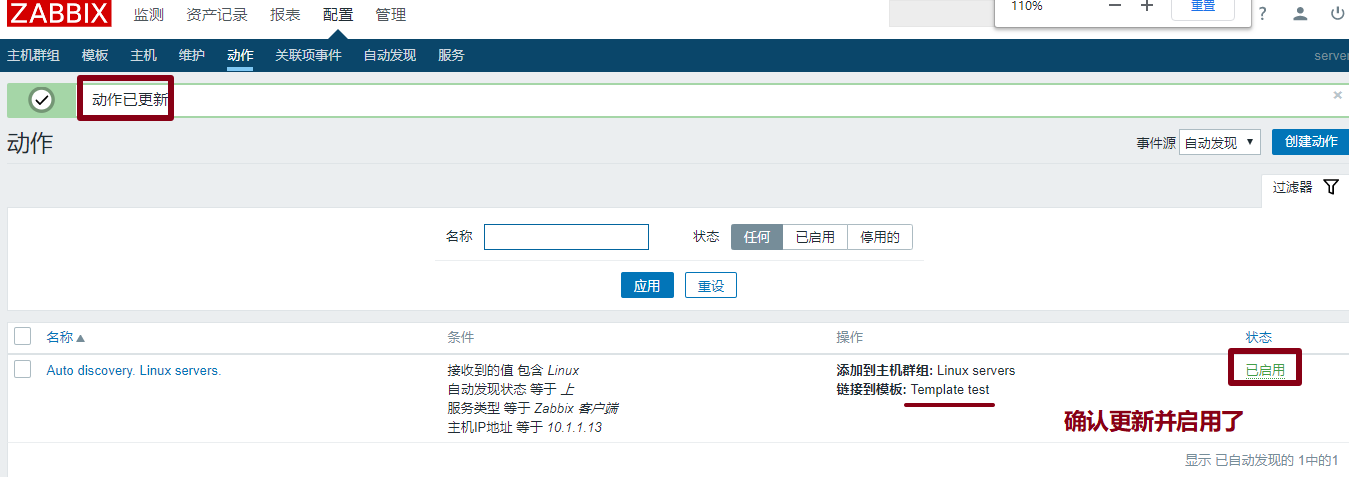 ZABBIX 监测 资产记录 报表 配置 管理 110% 重置 ?
主机群组 模板 主机 维护 动作 关联项事件 自动发现 服务 server
动作已更新
动作 事件源 自动发现 创建动作
过滤器
名称 状态 任何 已启用 停用的
应用 重设
名称 条件 操作 状态
Auto discovery. Linux servers. 接收到的值 包含 Linux 添加到主机群组: Linux servers 已启用
自动发现状态 等于 上 链接到模板: Template test
服务类型 等于 Zabbix 客户端
主机IP地址 等于 10.1.1.13
确认更新并启用了
显示 已自动发现的 1中的1